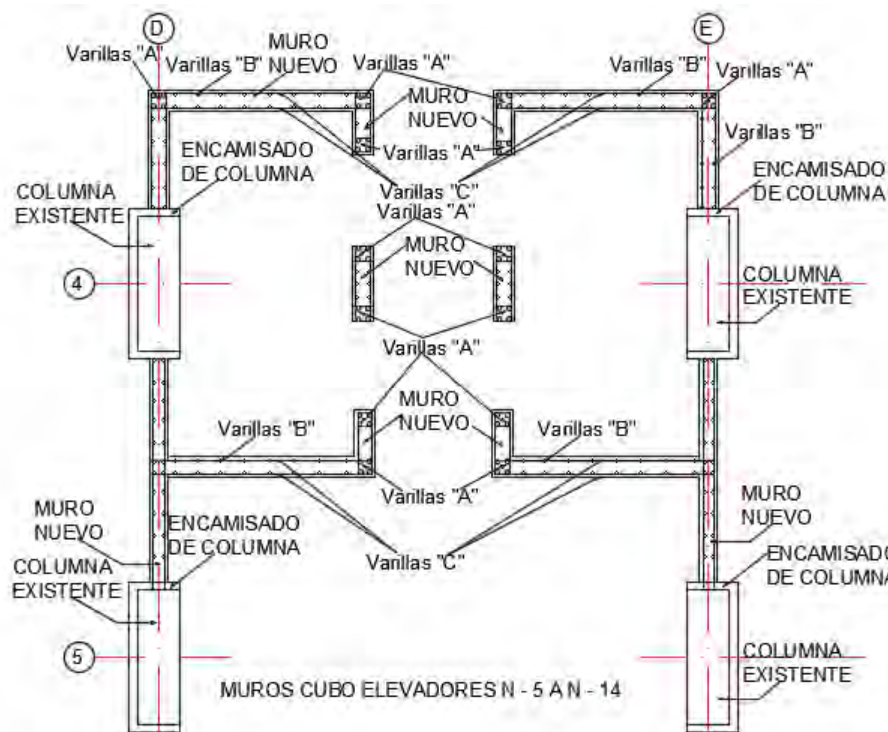 D
E
Varillas "A"
Varillas "B"
MURO
NUEVO
Varillas "A"
Varillas "B"
Varillas "A"
MURO
NUEVO
Varillas "A"
Varillas "B"
ENCAMISADO
DE COLUMNA
ENCAMISADO
DE COLUMNA
COLUMNA
EXISTENTE
Varillas "C"
Varillas "A"
MURO
NUEVO
4
COLUMNA
EXISTENTE
Varillas "A"
MURO
NUEVO
Varillas "B"
Varillas "B"
Varillas "A"
MURO
NUEVO
ENCAMISADO
DE COLUMNA
MURO
NUEVO
Varillas "C"
COLUMNA
EXISTENTE
ENCAMISADO
DE COLUMNA
5
COLUMNA
EXISTENTE
MUROS CUBO ELEVADORES N - 5 A N - 14